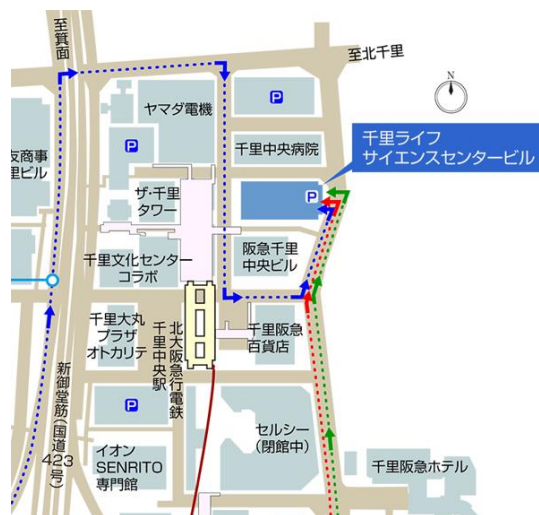 至箕面
至北千里
N
ヤマダ電機
P
千里中央病院
千里ライフ
サイエンスセンタービル
友商事
里ビル
P
P
ザ・千里
タワー
千里文化センター
コラボ
阪急千里
中央ビル
千里大丸
プラザ
オトカリテ
北大阪急行電鉄
千里中央駅
千里阪急
百貨店
新御堂筋(国道
423号)
P
セルシー
(閉館中)
イオン
SENRITO
専門館
千里阪急ホテル